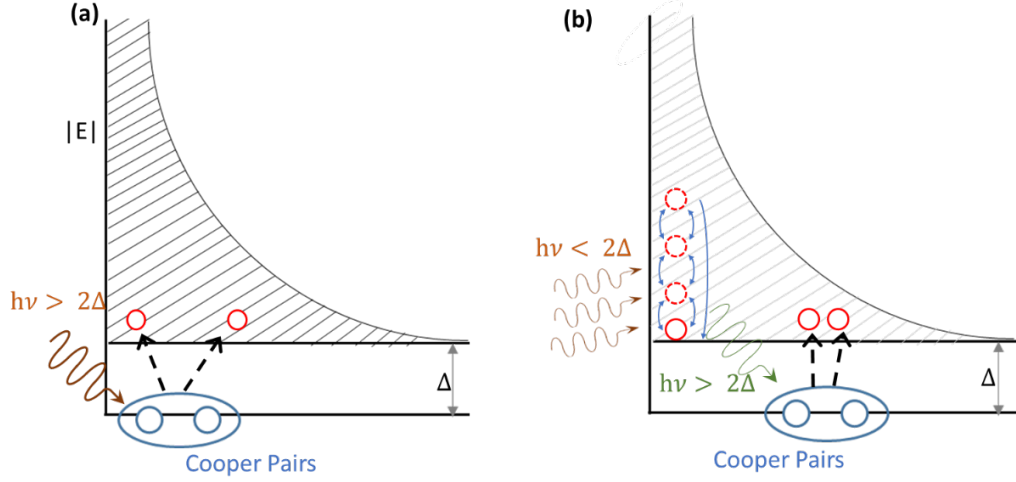 (a)
|E|
hν > 2Δ
Δ
Cooper Pairs
(b)
hν < 2Δ
hν > 2Δ
Δ
Cooper Pairs